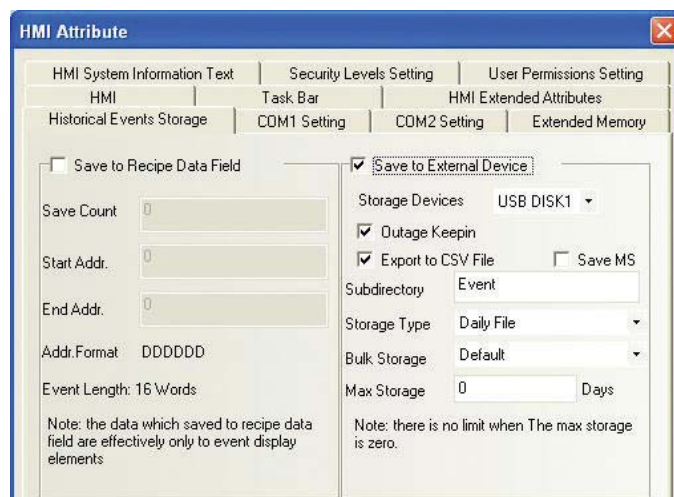 HMI Attribute
HMI System Information Text
Security Levels Setting
User Permissions Setting
HMI
Task Bar
HMI Extended Attributes
Historical Events Storage
COM1 Setting
COM2 Setting
Extended Memory
Save to Recipe Data Field
Save Count
0
Start Addr.
0
End Addr.
0
Addr.Format
DDDDDD
Event Length: 16 Words
Note: the data which saved to recipe data
field are effectively only to event display
elements
Save to External Device
Storage Devices
USB DISK1
Outage Keepin
Export to CSV File
Save MS
Subdirectory
Event
Storage Type
Daily File
Bulk Storage
Default
Max Storage
0
Days
Note: there is no limit when The max storage
is zero.